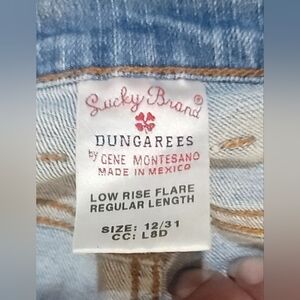 Lucky Brand®
DUNGAREES
by GENE MONTESANO
MADE IN MEXICO
LOW RISE FLARE
REGULAR LENGTH
SIZE: 12/31
CC: L8D